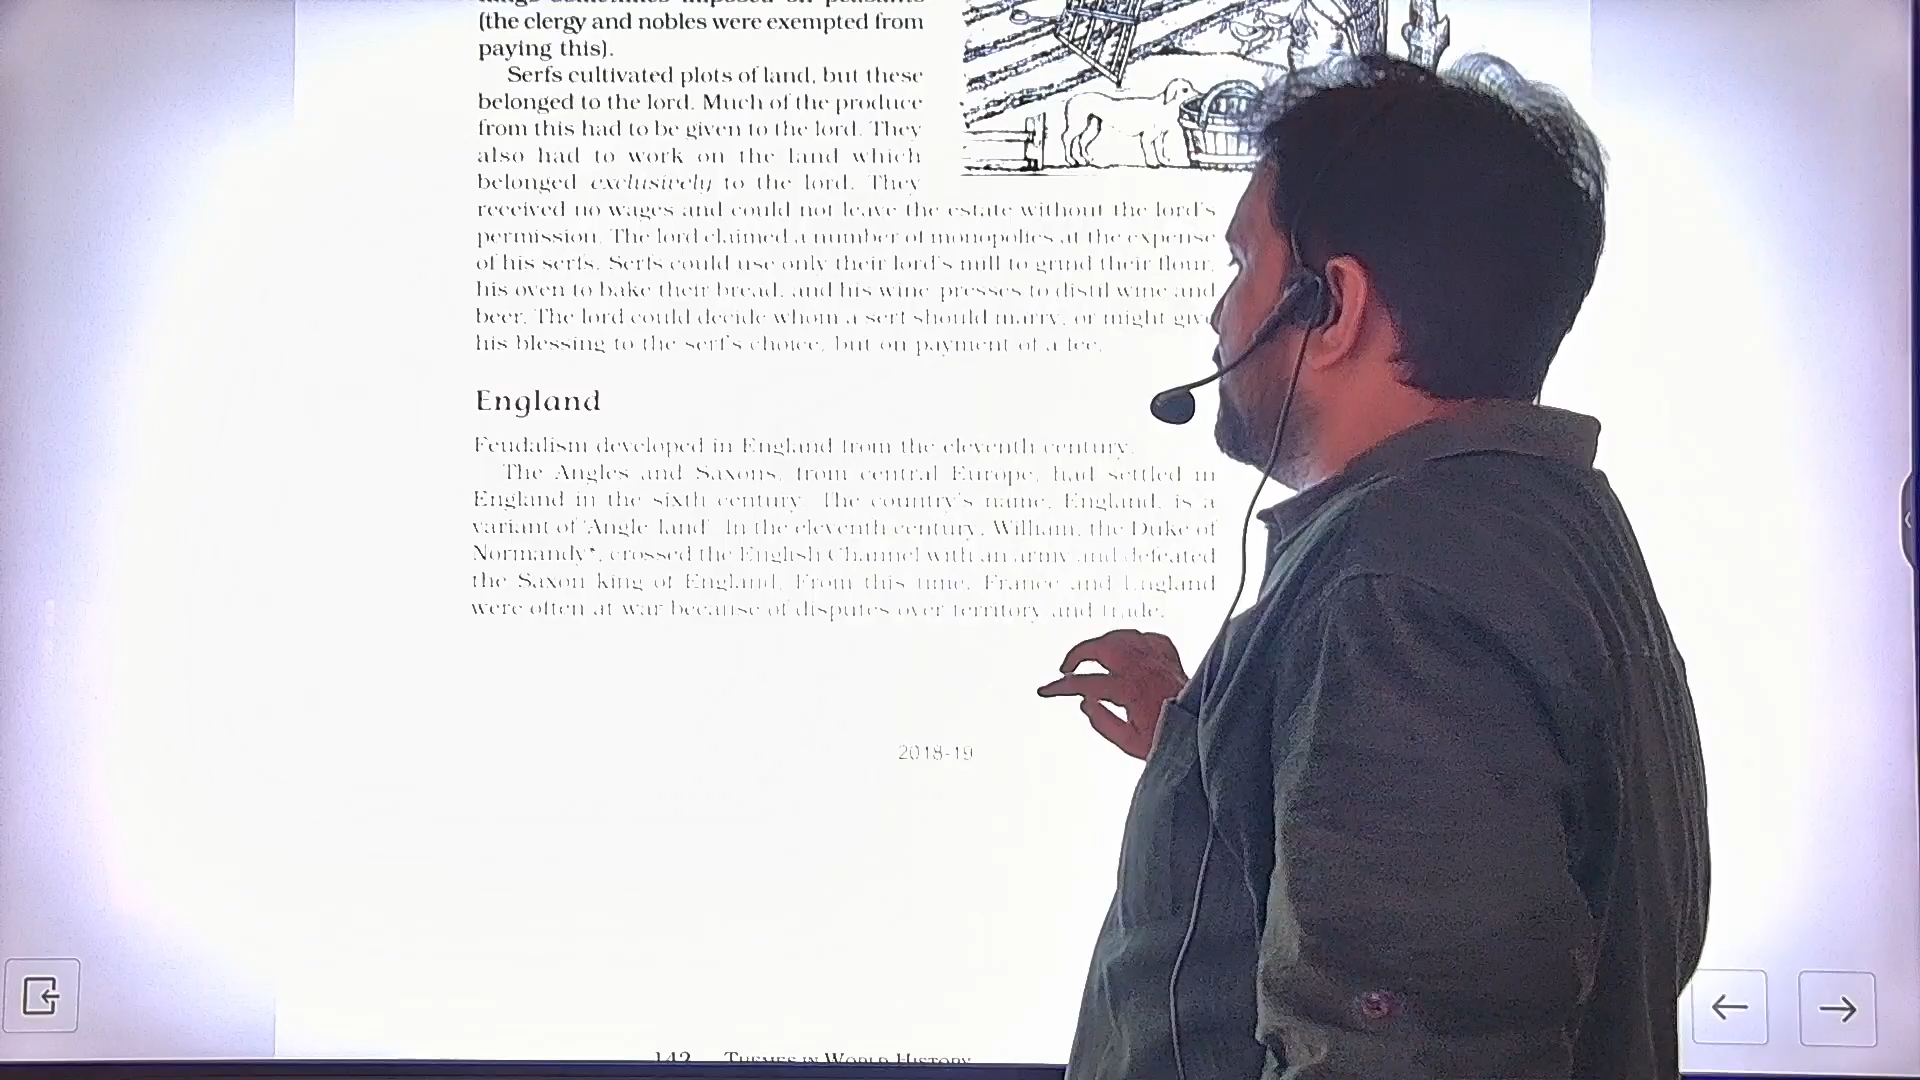 kings sometimes imposed on peasants
(the clergy and nobles were exempted from
paying this).
Serfs cultivated plots of land, but these
belonged to the lord. Much of the produce
from this had to be given to the lord. They
also had to work on the land which
belonged exclusively to the lord. They
received no wages and could not leave the estate without the lord's
permission. The lord claimed a number of monopolies at the expense
of his serfs. Serfs could use only their lord's mill to grind their flour,
his oven to bake their bread, and his wine-presses to distil wine and
beer. The lord could decide whom a serf should marry, or might give
his blessing to the serf's choice, but on payment of a fee.
England
Feudalism developed in England from the eleventh century.
The Angles and Saxons, from central Europe, had settled in
England in the sixth century. The country's name, England, is a
variant of 'Angle-land'. In the eleventh century, William, the Duke of
Normandy*, crossed the English Channel with an army and defeated
the Saxon king of England. From this time, France and England
were often at war because of disputes over territory and trade.
2018-19
142 THEMES IN WORLD HISTORY